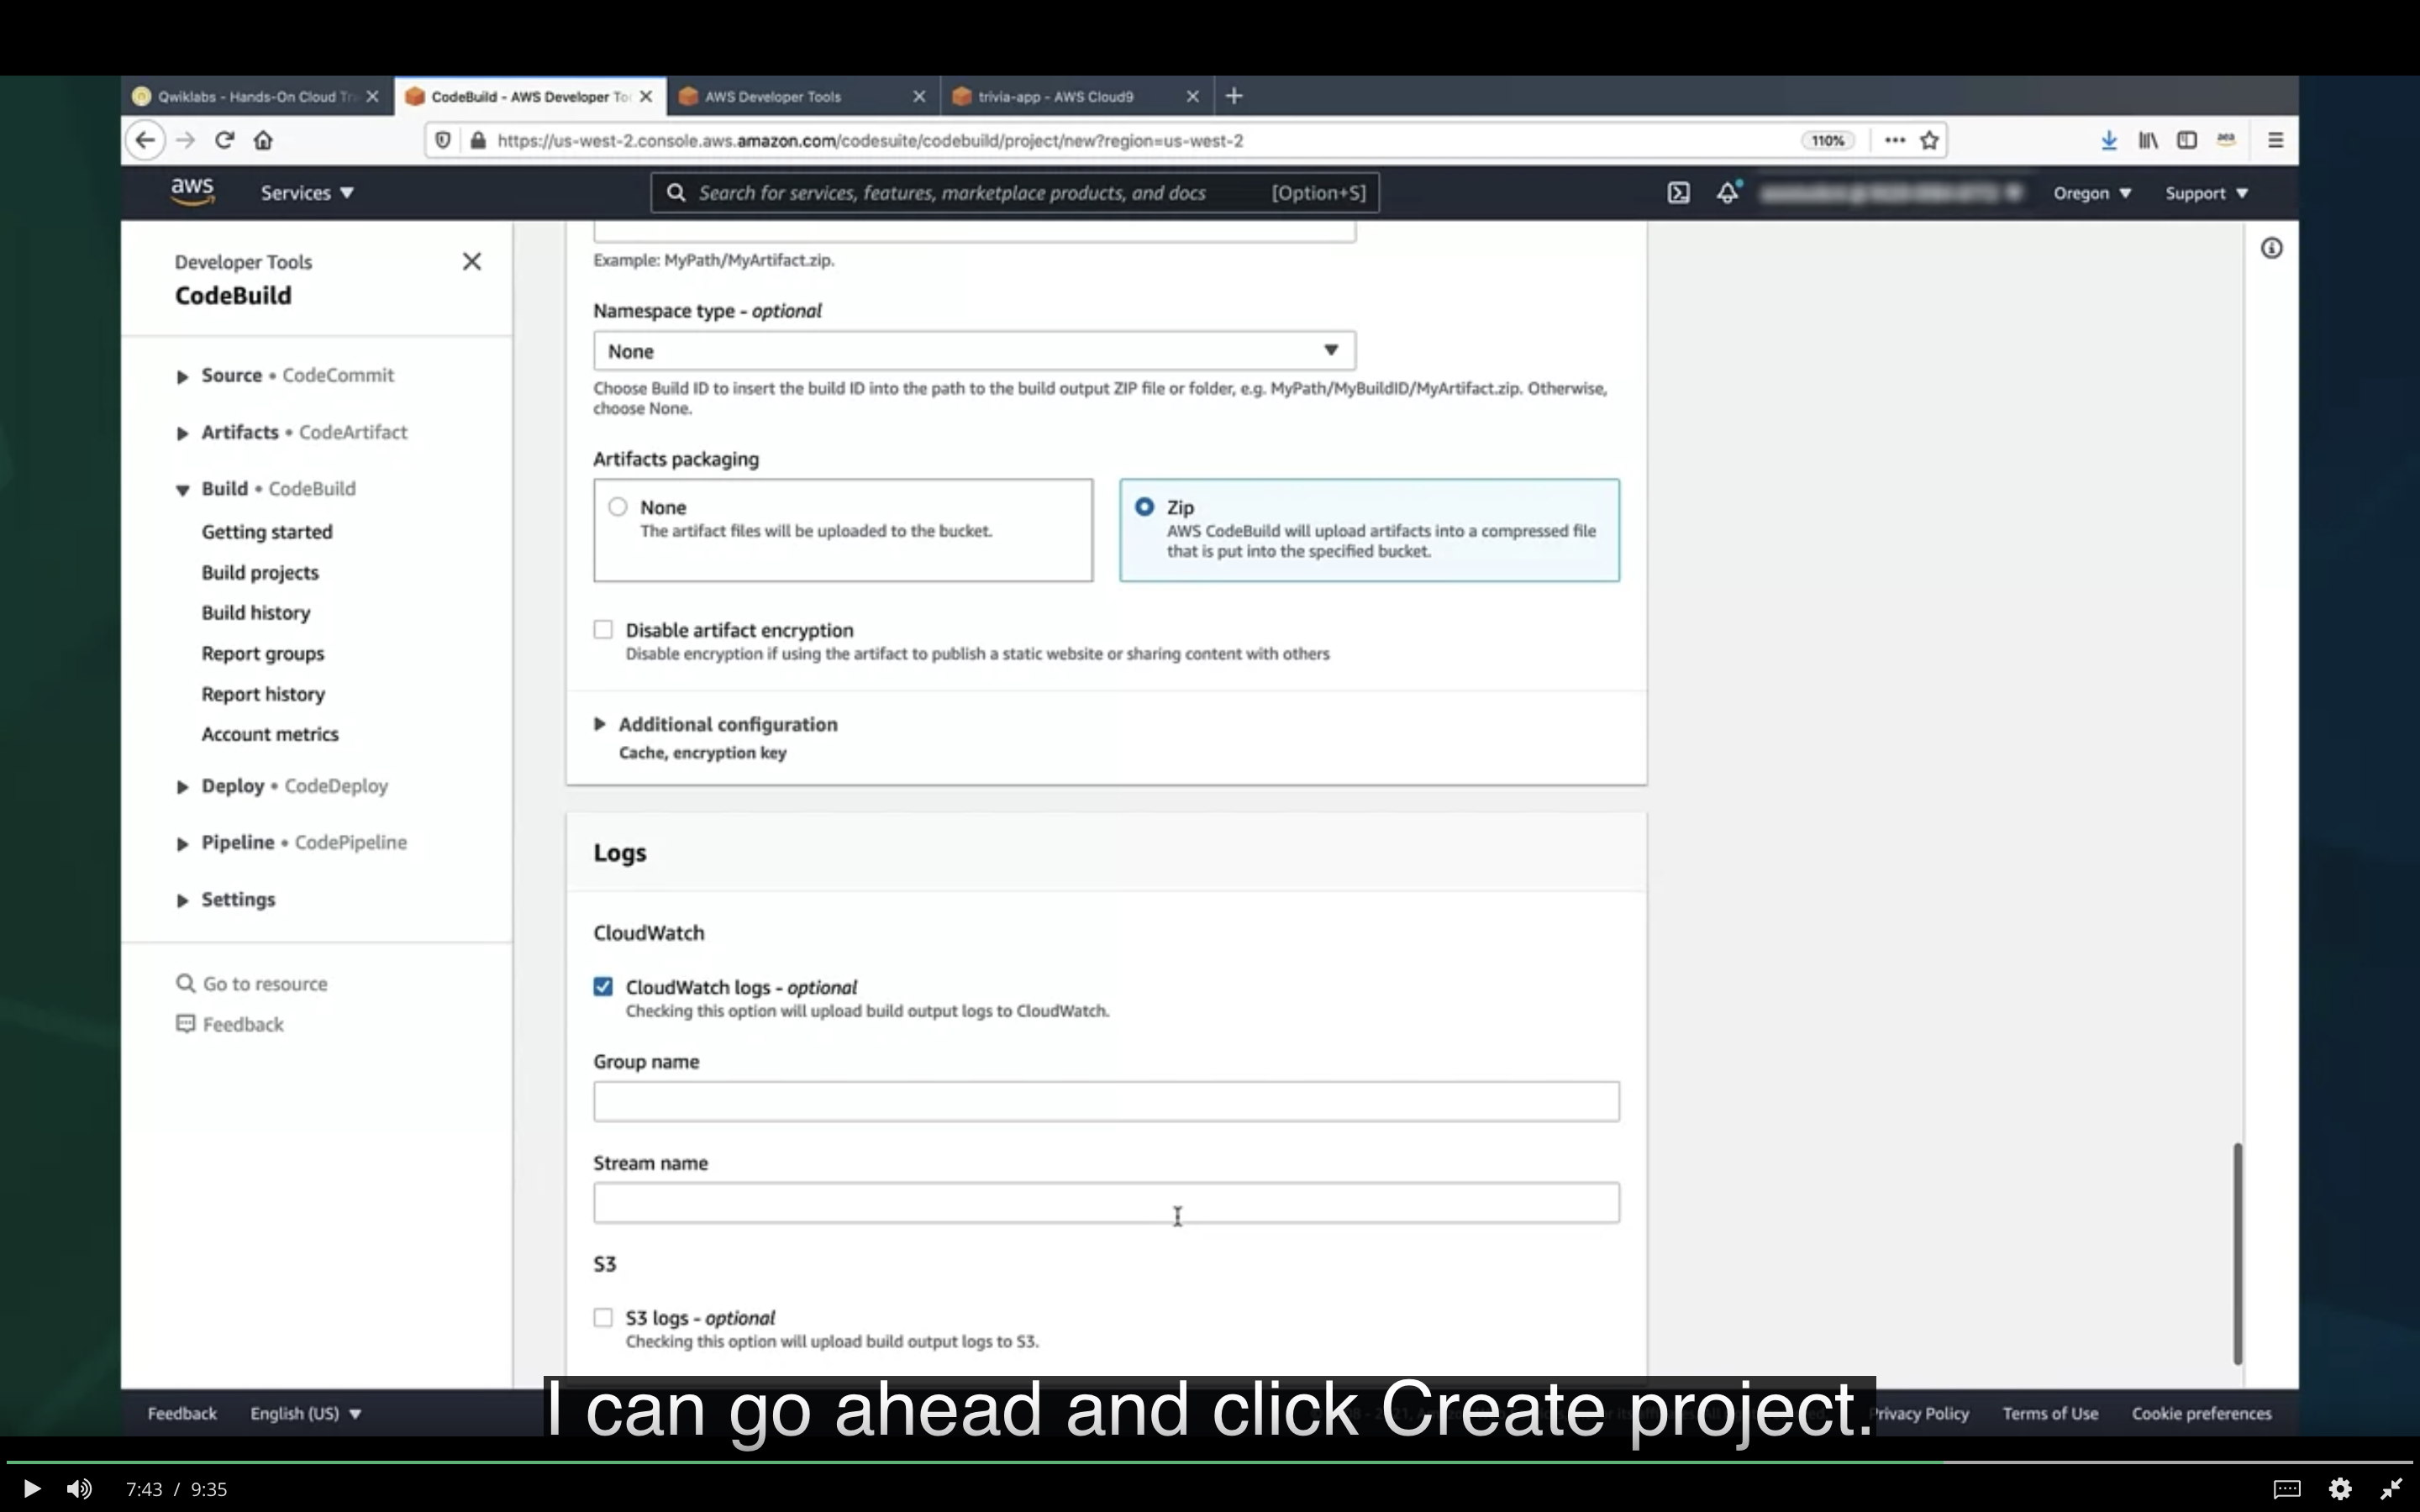 Qwiklabs - Hands-On Cloud Tr
CodeBuild - AWS Developer To
AWS Developer Tools
trivia-app - AWS Cloud9
https://us-west-2.console.aws.amazon.com/codesuite/codebuild/project/new?region=us-west-2
110%
aws
Services
Search for services, features, marketplace products, and docs
[Option+S]
Oregon
Support
Developer Tools
CodeBuild
Source • CodeCommit
Artifacts • CodeArtifact
Build • CodeBuild
Getting started
Build projects
Build history
Report groups
Report history
Account metrics
Deploy • CodeDeploy
Pipeline • CodePipeline
Settings
Go to resource
Feedback
Example: MyPath/MyArtifact.zip.
Namespace type - optional
None
Choose Build ID to insert the build ID into the path to the build output ZIP file or folder, e.g. MyPath/MyBuildID/MyArtifact.zip. Otherwise,
choose None.
Artifacts packaging
None
The artifact files will be uploaded to the bucket.
Zip
AWS CodeBuild will upload artifacts into a compressed file
that is put into the specified bucket.
Disable artifact encryption
Disable encryption if using the artifact to publish a static website or sharing content with others
Additional configuration
Cache, encryption key
Logs
CloudWatch
CloudWatch logs - optional
Checking this option will upload build output logs to CloudWatch.
Group name
Stream name
S3
S3 logs - optional
Checking this option will upload build output logs to S3.
I can go ahead and click Create project.
Feedback
English (US)
Privacy Policy
Terms of Use
Cookie preferences
7:43 / 9:35